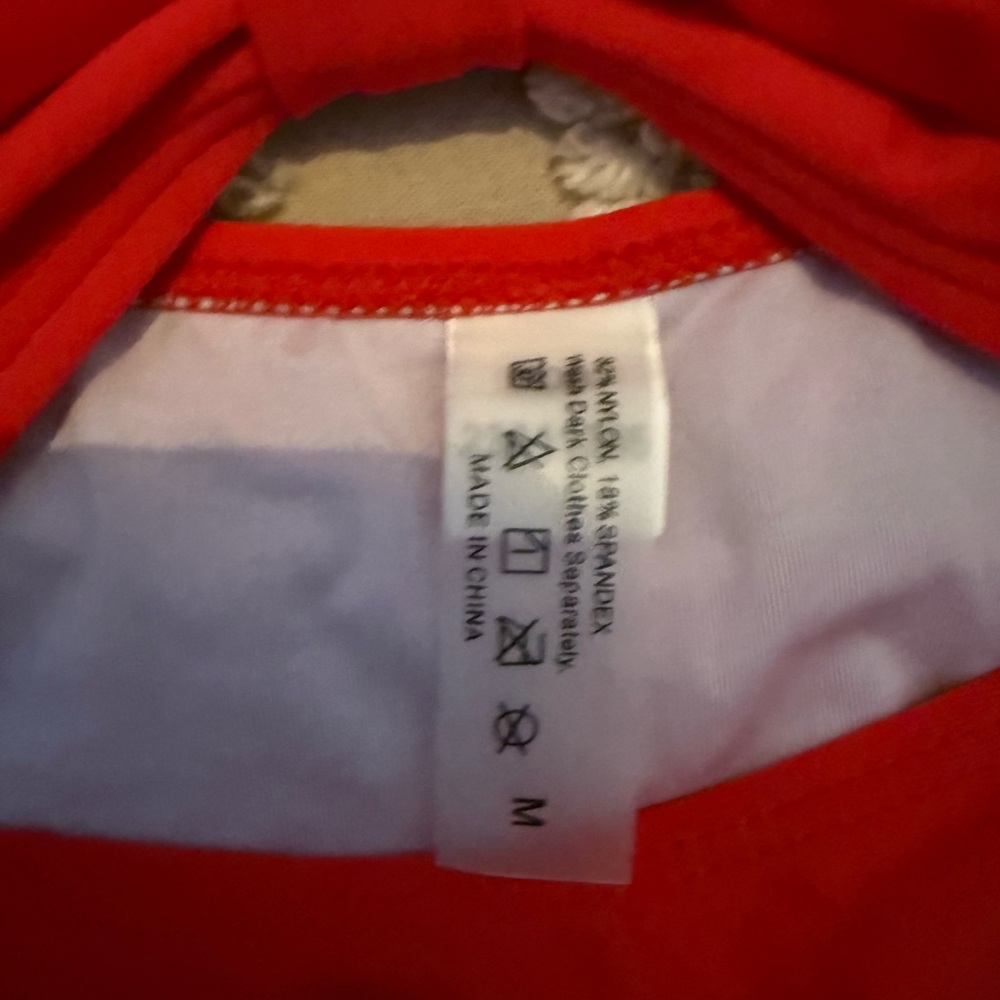 82% NYLON 18% SPANDEX
Wash Dark Clothes Separately.
MADE IN CHINA
M